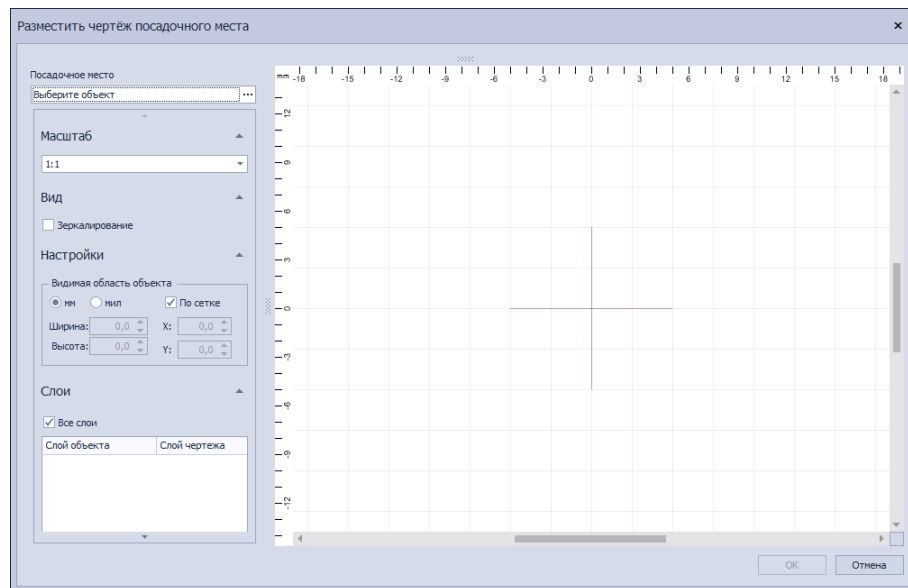 Разместить чертёж посадочного места
Посадочное место
Выберите объект ...
Масштаб
1:1
Вид
Зеркалирование
Настройки
Видимая область объекта
мм мил По сетке
Ширина: 0,0 X: 0,0
Высота: 0,0 Y: 0,0
Слои
Все слои
Слой объекта Слой чертежа
mm -18 -15 -12 -9 -6 -3 0 3 6 9 12 15 18
12
9
6
3
0
-3
-6
-9
-12
OK Отмена